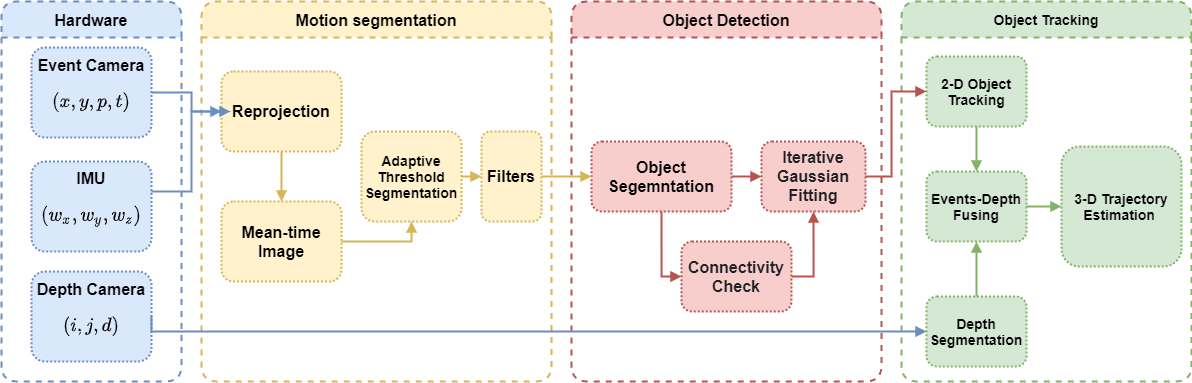 Hardware
Event Camera
(x, y, p, t)
IMU
(w_x, w_y, w_z)
Depth Camera
(i, j, d)
Motion segmentation
Reprojection
Mean-time
Image
Adaptive
Threshold
Segmentation
Filters
Object Detection
Object
Segemntation
Iterative
Gaussian
Fitting
Connectivity
Check
Object Tracking
2-D Object
Tracking
Events-Depth
Fusing
Depth
Segmentation
3-D Trajectory
Estimation